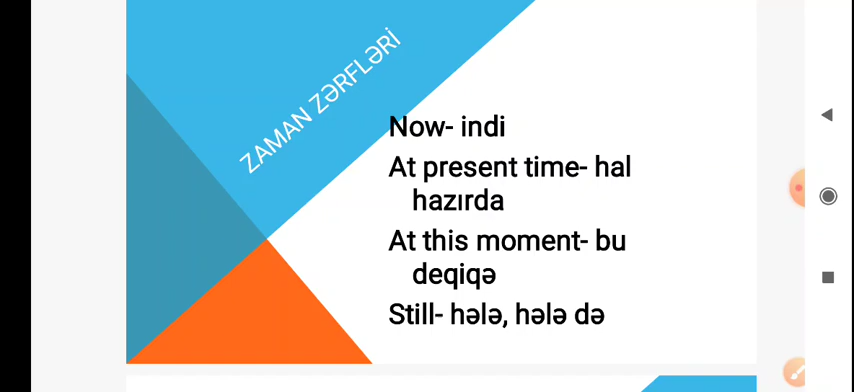 ZAMAN ZƏRFLƏRİ
Now- indi
At present time- hal
hazırda
At this moment- bu
deqiqə
Still- hələ, hələ də